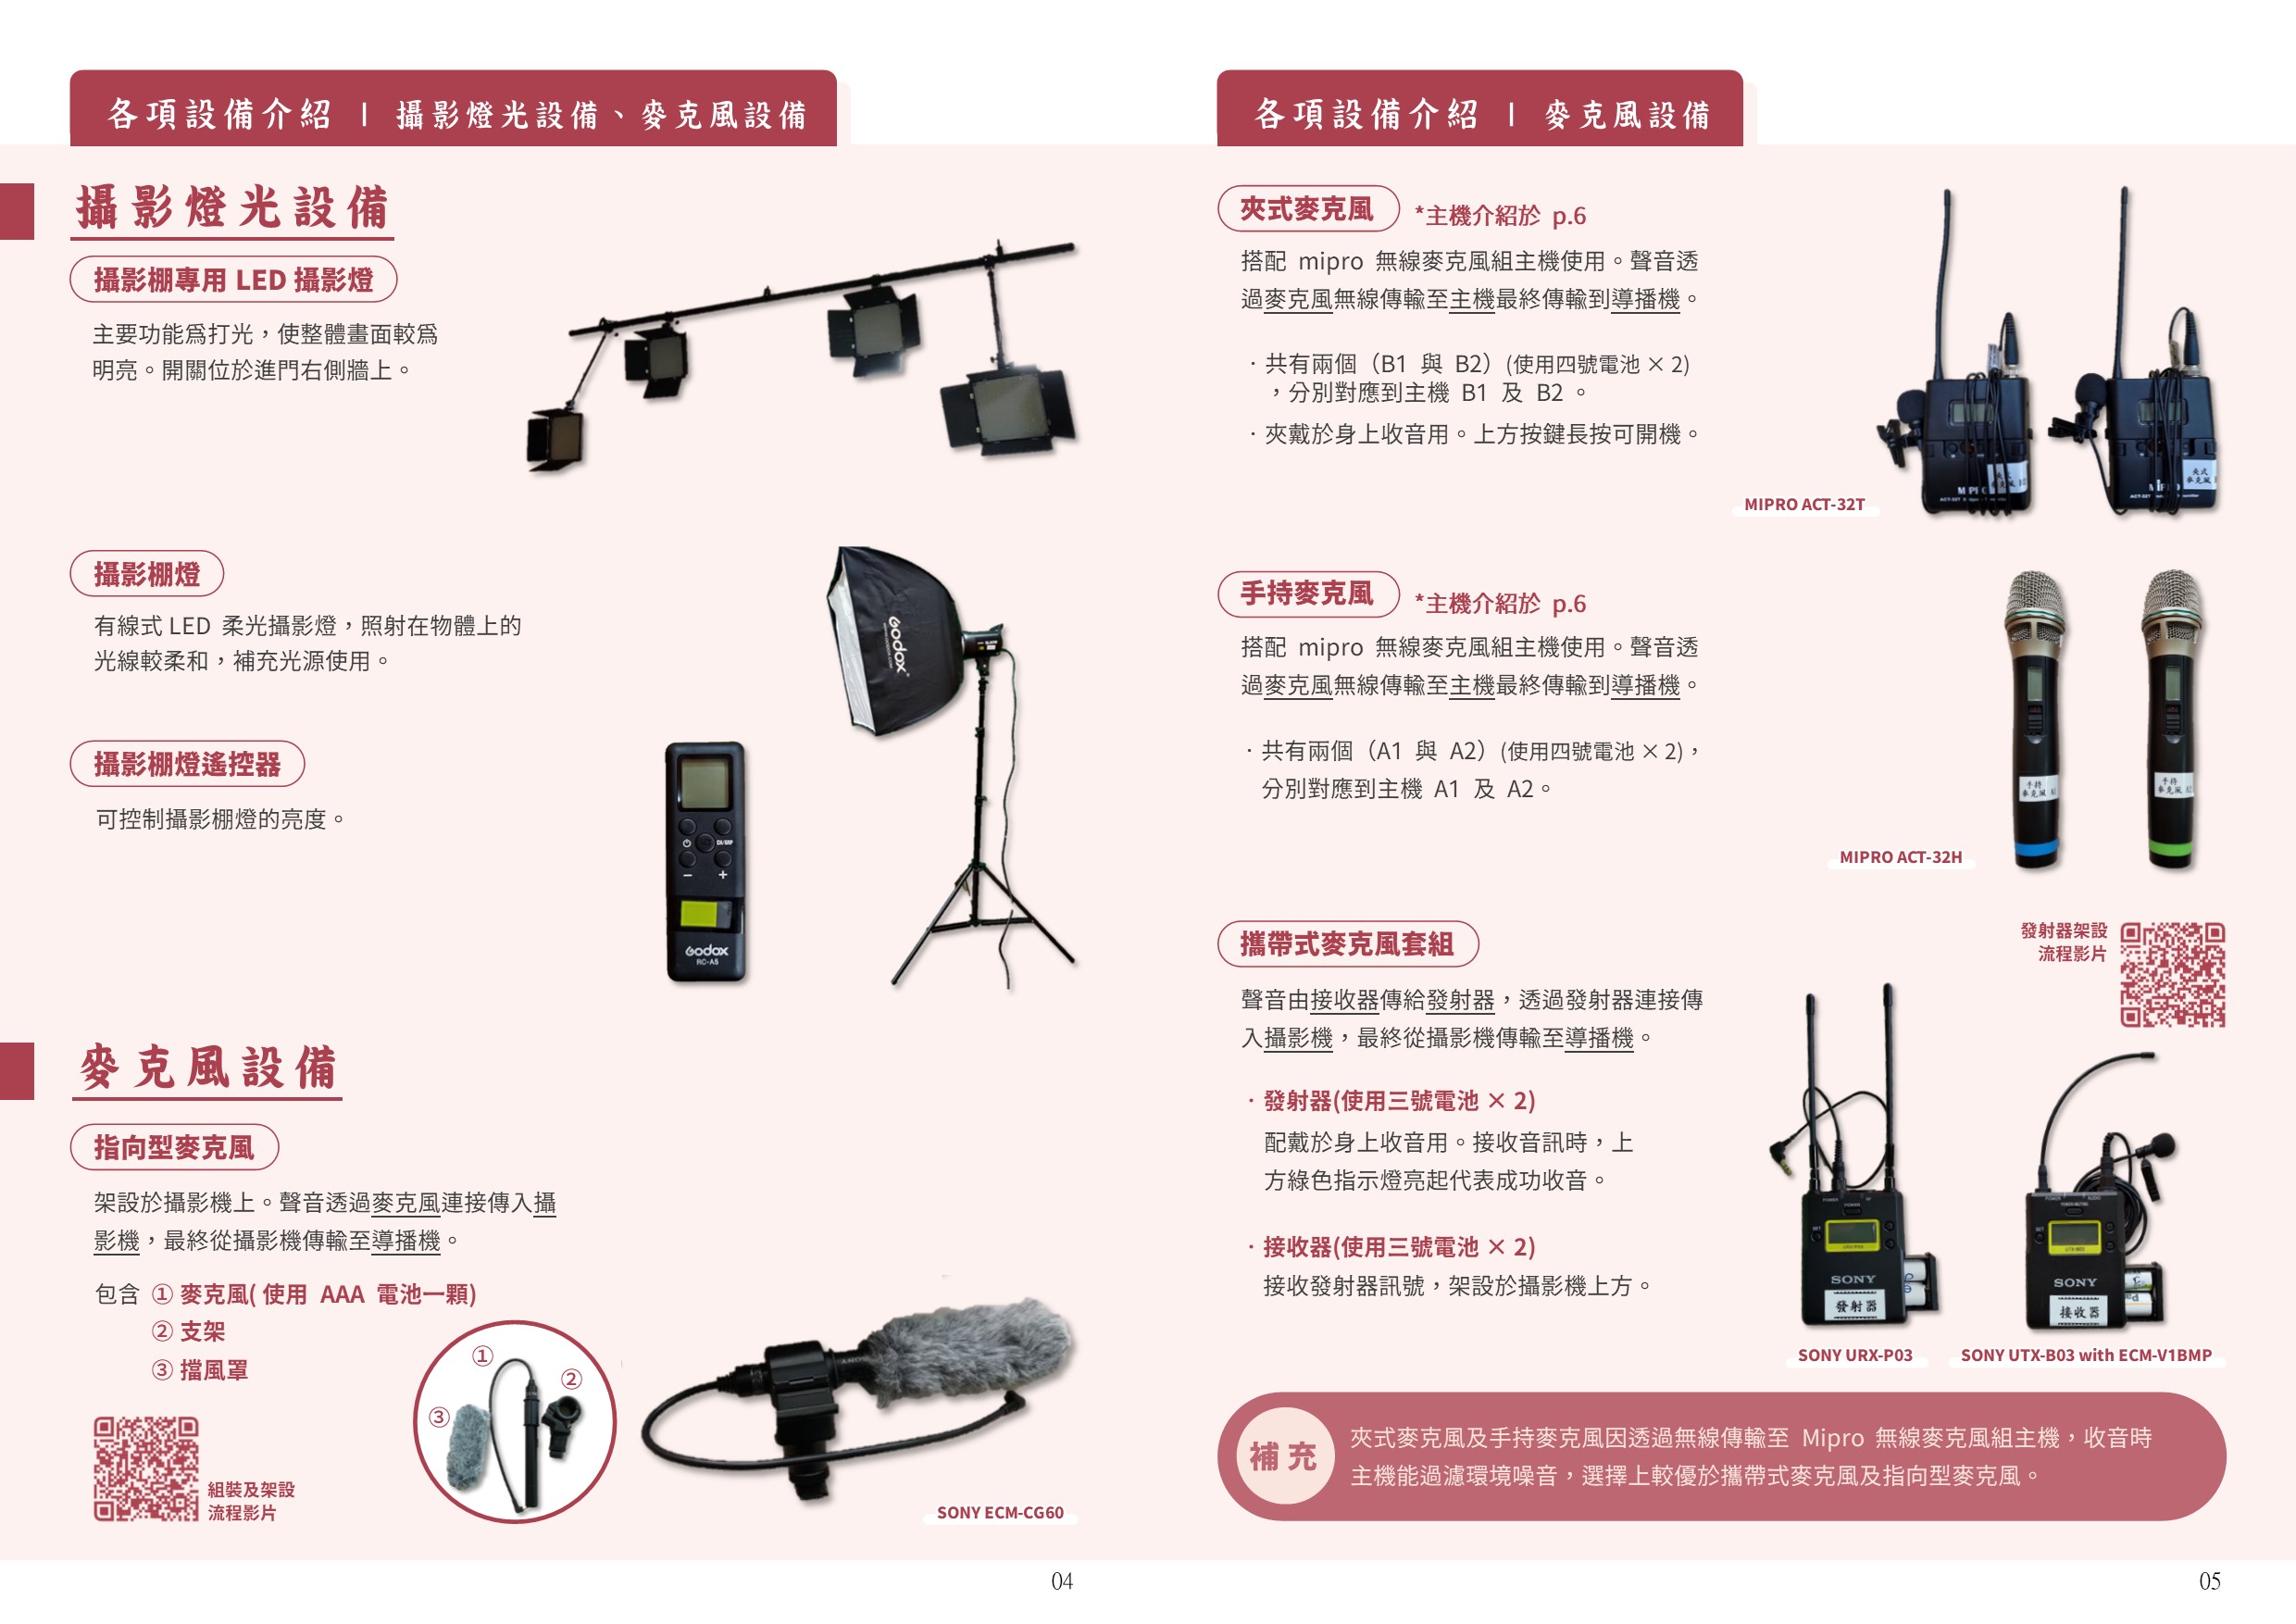 各項設備介紹 | 攝影燈光設備、麥克風設備
攝影燈光設備
攝影棚專用 LED 攝影燈
主要功能爲打光，使整體畫面較爲
明亮。開關位於進門右側牆上。
攝影棚燈
有線式 LED 柔光攝影燈，照射在物體上的
光線較柔和，補充光源使用。
Godox
攝影棚燈遙控器
可控制攝影棚燈的亮度。
Godox
RC-A5
麥克風設備
指向型麥克風
架設於攝影機上。聲音透過麥克風連接傳入攝
影機，最終從攝影機傳輸至導播機。
包含 ① 麥克風( 使用 AAA 電池一顆)
② 支架
③ 擋風罩
①
②
③
組裝及架設
流程影片
SONY ECM-CG60
04
各項設備介紹 | 麥克風設備
夾式麥克風 *主機介紹於 p.6
搭配 mipro 無線麥克風組主機使用。聲音透
過麥克風無線傳輸至主機最終傳輸到導播機。
· 共有兩個（B1 與 B2）(使用四號電池 × 2)
，分別對應到主機 B1 及 B2 。
· 夾戴於身上收音用。上方按鍵長按可開機。
夾式
麥克風
MIPRO ACT-32T
手持麥克風 *主機介紹於 p.6
搭配 mipro 無線麥克風組主機使用。聲音透
過麥克風無線傳輸至主機最終傳輸到導播機。
· 共有兩個（A1 與 A2）(使用四號電池 × 2)，
分別對應到主機 A1 及 A2。
手持
麥克風
手持
麥克風
MIPRO ACT-32H
攜帶式麥克風套組
發射器架設
流程影片
聲音由接收器傳給發射器，透過發射器連接傳
入攝影機，最終從攝影機傳輸至導播機。
· 發射器(使用三號電池 × 2)
配戴於身上收音用。接收音訊時，上
方綠色指示燈亮起代表成功收音。
· 接收器(使用三號電池 × 2)
接收發射器訊號，架設於攝影機上方。
SONY
發射器
SONY
接收器
SONY URX-P03
SONY UTX-B03 with ECM-V1BMP
補充
夾式麥克風及手持麥克風因透過無線傳輸至 Mipro 無線麥克風組主機，收音時
主機能過濾環境噪音，選擇上較優於攜帶式麥克風及指向型麥克風。
05